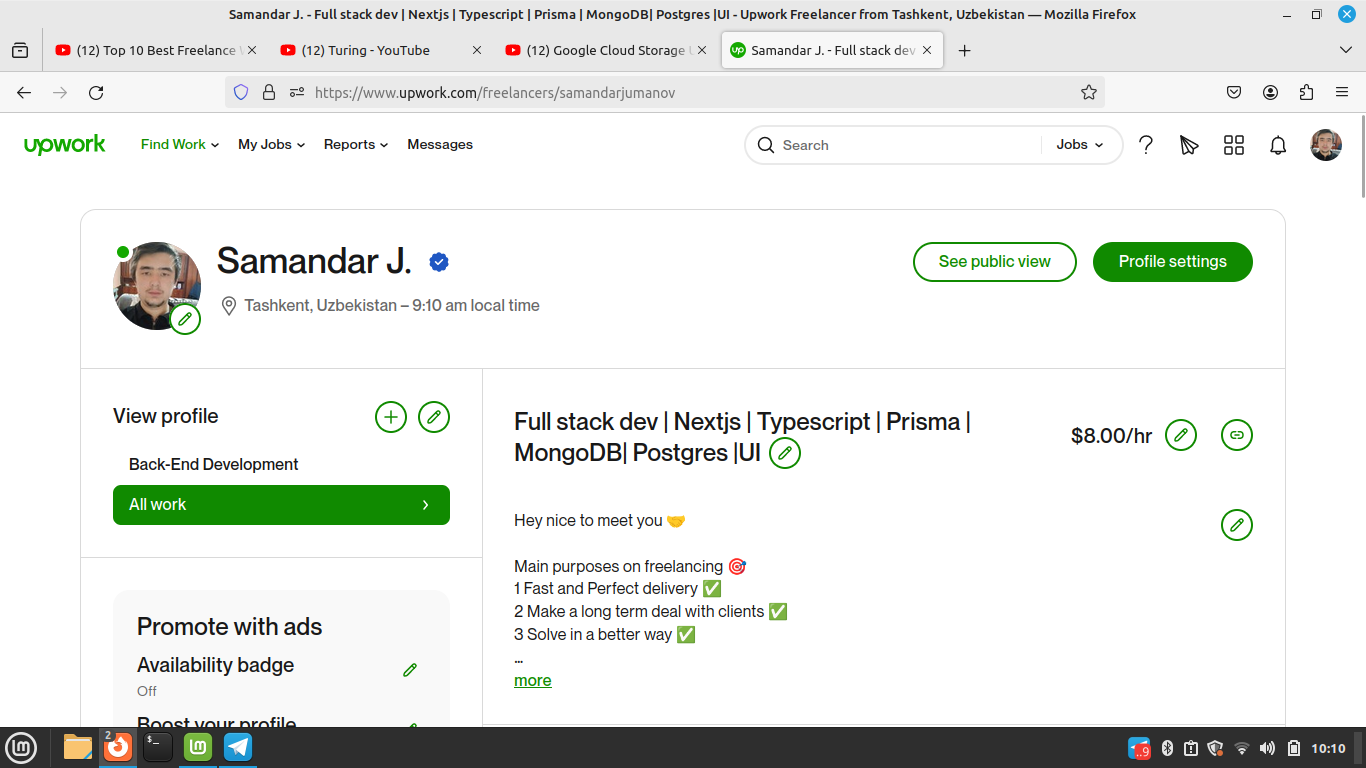 Samandar J. - Full stack dev | Nextjs | Typescript | Prisma | MongoDB| Postgres |UI - Upwork Freelancer from Tashkent, Uzbekistan — Mozilla Firefox
(12) Top 10 Best Freelance
(12) Turing - YouTube
(12) Google Cloud Storage
Samandar J. - Full stack dev
https://www.upwork.com/freelancers/samandarjumanov
upwork
Find Work
My Jobs
Reports
Messages
Search
Jobs
Samandar J.
Tashkent, Uzbekistan – 9:10 am local time
See public view
Profile settings
View profile
Back-End Development
All work
Promote with ads
Availability badge
Off
Boost your profile
Full stack dev | Nextjs | Typescript | Prisma |
MongoDB| Postgres |UI
$8.00/hr
Hey nice to meet you 🤝
Main purposes on freelancing 🎯
1 Fast and Perfect delivery ✅
2 Make a long term deal with clients ✅
3 Solve in a better way ✅
...
more
2
$_
..9
10:10